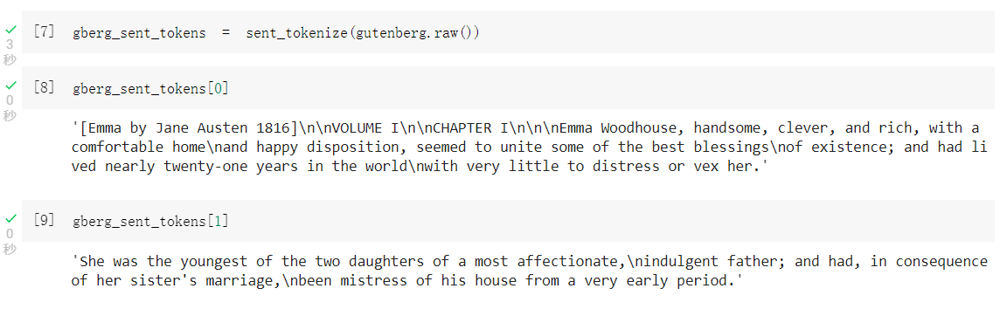 [7] gberg_sent_tokens = sent_tokenize(gutenberg.raw())
3
秒
[8] gberg_sent_tokens[0]
0
秒
'[Emma by Jane Austen 1816]\n\nVOLUME I\n\nCHAPTER I\n\n\nEmma Woodhouse, handsome, clever, and rich, with a
comfortable home\nand happy disposition, seemed to unite some of the best blessings\nof existence; and had li
ved nearly twenty-one years in the world\nwith very little to distress or vex her.'
[9] gberg_sent_tokens[1]
0
秒
'She was the youngest of the two daughters of a most affectionate,\nindulgent father; and had, in consequence
of her sister's marriage,\nbeen mistress of his house from a very early period.'